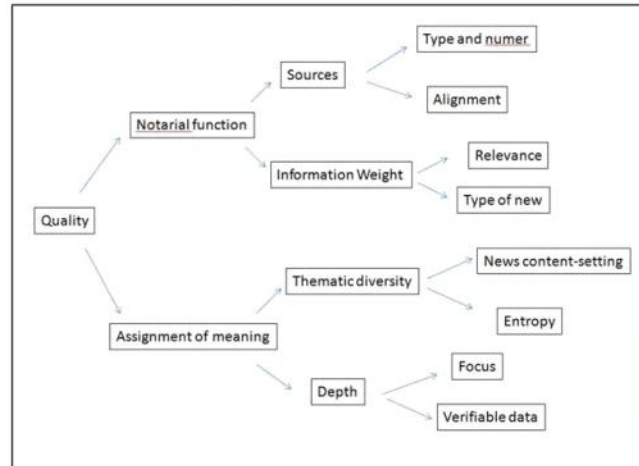 Type and numer
Sources
Alignment
Notarial function
Relevance
Information Weight
Type of new
Quality
News content-setting
Thematic diversity
Entropy
Assignment of meaning
Focus
Depth
Verifiable data